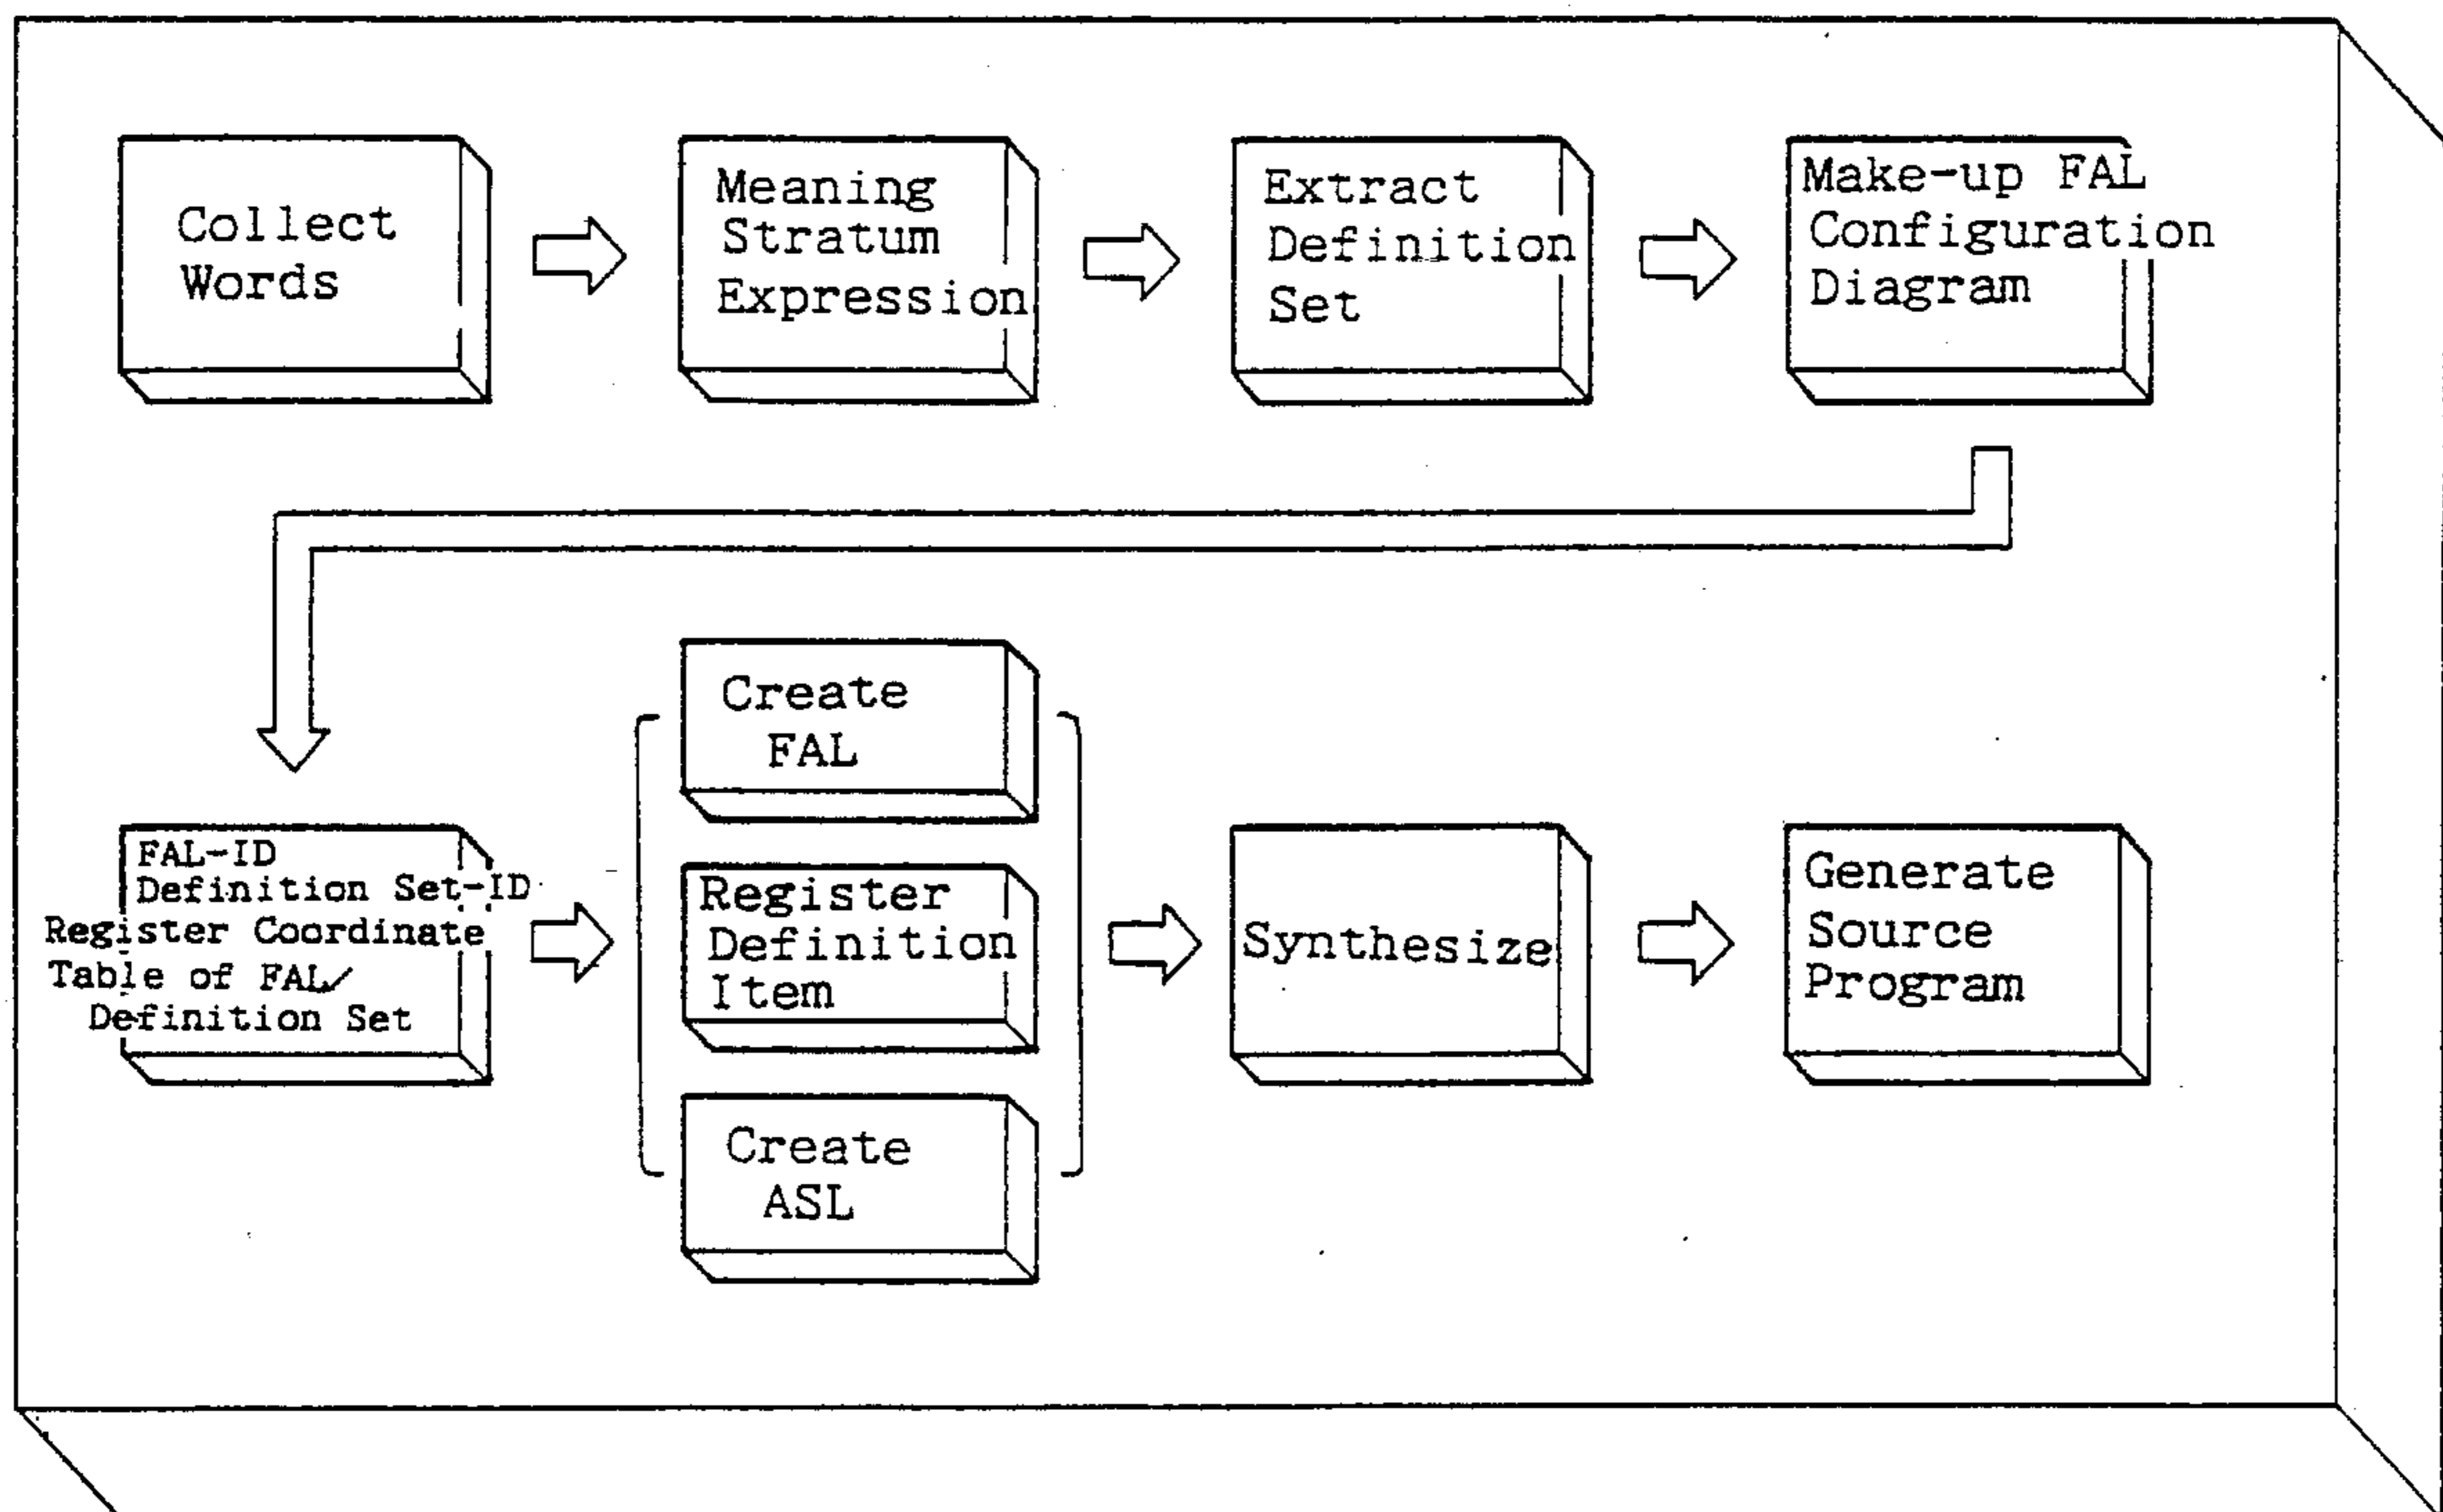 Collect
Words
Meaning
Stratum
Expression
Extract
Definition
Set
Make-up FAL
Configuration
Diagram
FAL-ID
Definition Set-ID
Register Coordinate
Table of FAL/
Definition Set
Create
FAL
Register
Definition
Item
Create
ASL
Synthesize
Generate
Source
Program